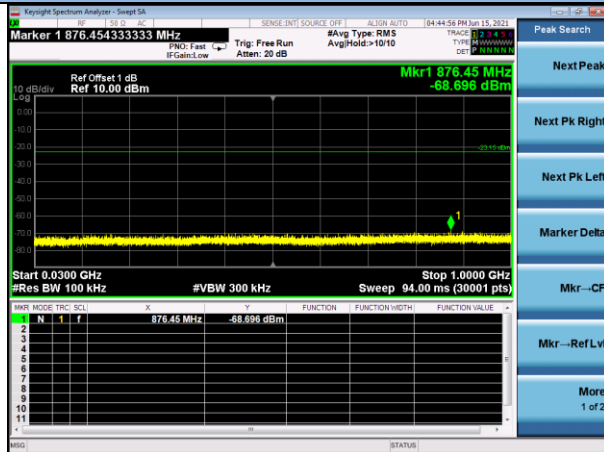 Keysight Spectrum Analyzer - Swept SA
RF 50 Ω AC SENSE:INT SOURCE OFF ALIGN AUTO 04:44:56 PM Jun 15, 2021
Marker 1 876.454333333 MHz
PNO: Fast
IFGain:Low
Trig: Free Run
Atten: 20 dB
#Avg Type: RMS
Avg|Hold:>10/10
TRACE 1 2 3 4 5 6
TYPE M W W W W W
DET P N N N N N
Peak Search
Ref Offset 1 dB
10 dB/div Ref 10.00 dBm
Log
Mkr1 876.45 MHz
-68.696 dBm
0.00
-10.0
-20.0
-23.15 dBm
-30.0
-40.0
-50.0
-60.0
1
-70.0
-80.0
Start 0.0300 GHz Stop 1.0000 GHz
#Res BW 100 kHz #VBW 300 kHz Sweep 94.00 ms (30001 pts)
MKR MODE TRC SCL X Y FUNCTION FUNCTION WIDTH FUNCTION VALUE
1 N 1 f 876.45 MHz -68.696 dBm
2
3
4
5
6
7
8
9
10
11
MSG STATUS
Next Peak
Next Pk Right
Next Pk Left
Marker Delta
Mkr→CF
Mkr→Ref Lvl
More
1 of 2